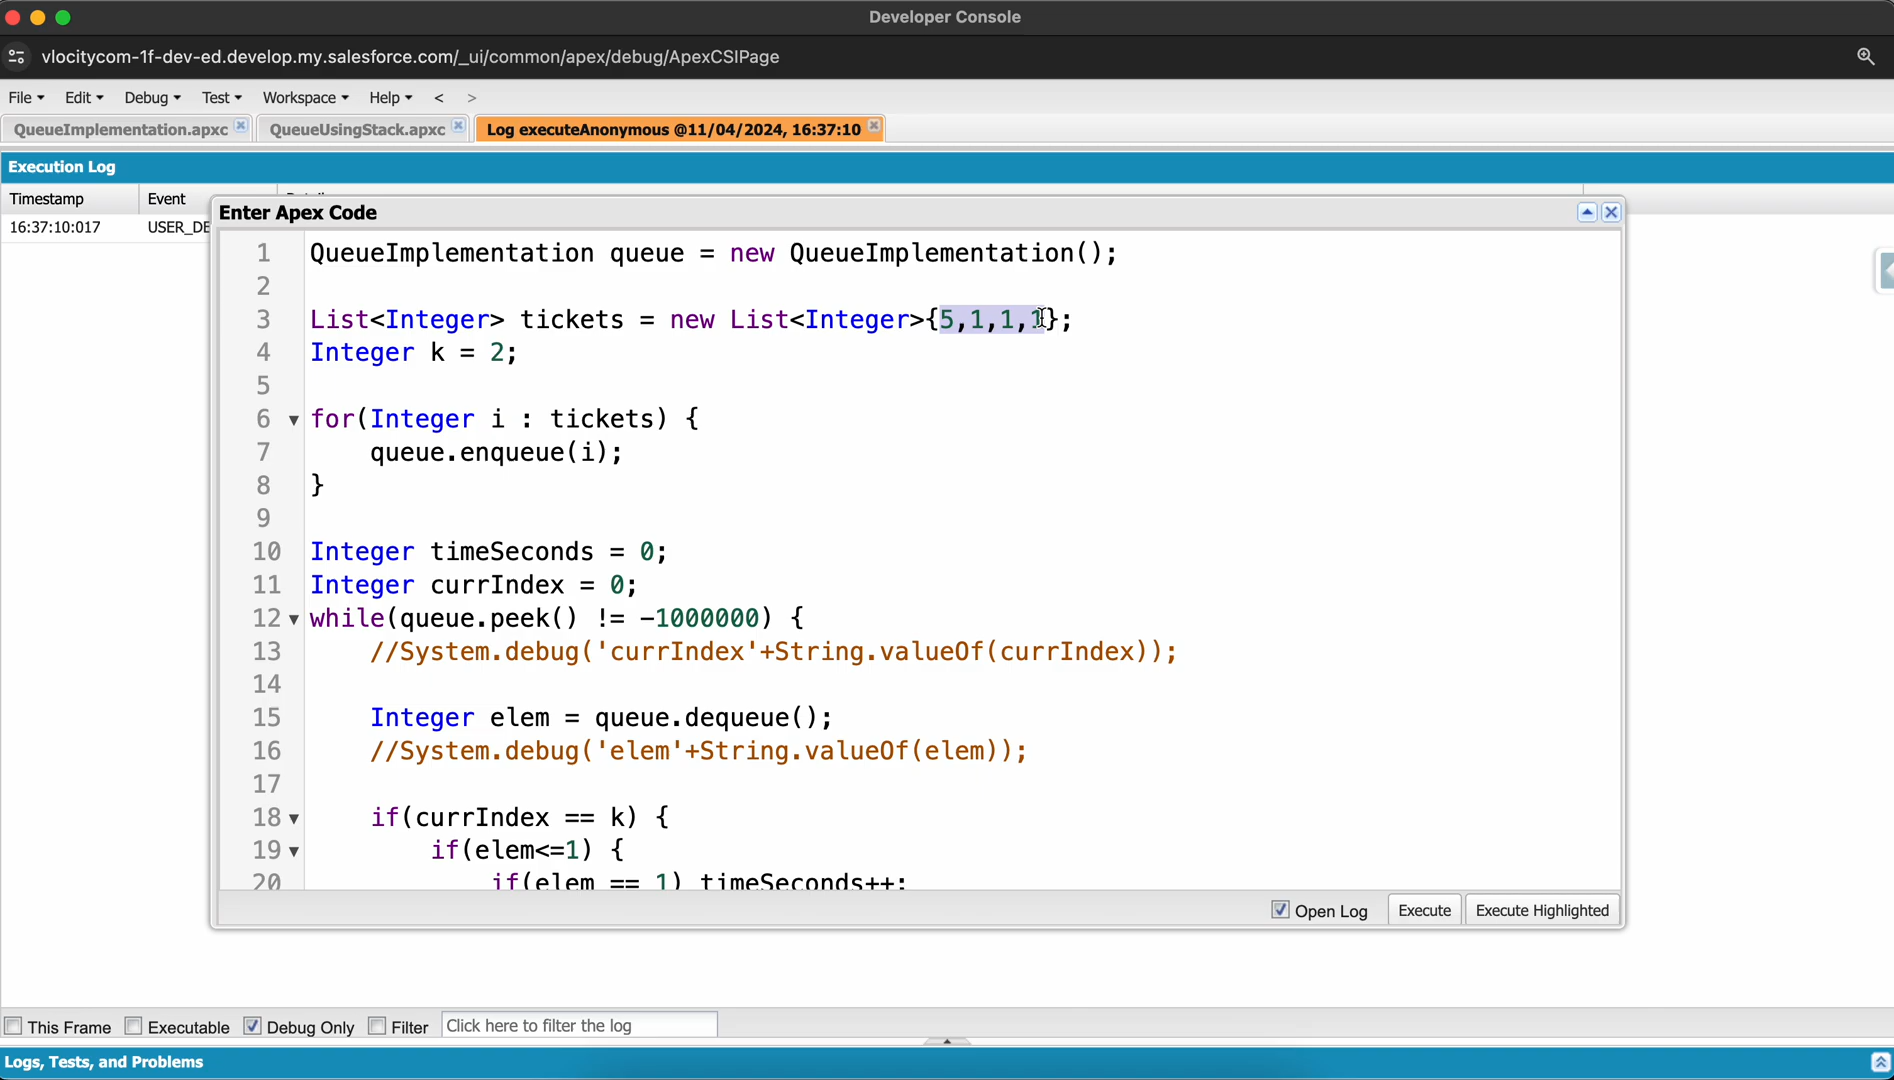 Developer Console
vlocitycom-1f-dev-ed.develop.my.salesforce.com/_ui/common/apex/debug/ApexCSIPage
File Edit Debug Test Workspace Help < >
QueueImplementation.apxc QueueUsingStack.apxc Log executeAnonymous @11/04/2024, 16:37:10
Execution Log
Timestamp Event
16:37:10:017 USER_DE
Enter Apex Code
1 QueueImplementation queue = new QueueImplementation();
2
3 List<Integer> tickets = new List<Integer>{5,1,1,1};
4 Integer k = 2;
5
6 for(Integer i : tickets) {
7 queue.enqueue(i);
8 }
9
10 Integer timeSeconds = 0;
11 Integer currIndex = 0;
12 while(queue.peek() != -1000000) {
13 //System.debug('currIndex'+String.valueOf(currIndex));
14
15 Integer elem = queue.dequeue();
16 //System.debug('elem'+String.valueOf(elem));
17
18 if(currIndex == k) {
19 if(elem<=1) {
20 if(elem == 1) timeSeconds++;
Open Log Execute Execute Highlighted
This Frame Executable Debug Only Filter Click here to filter the log
Logs, Tests, and Problems